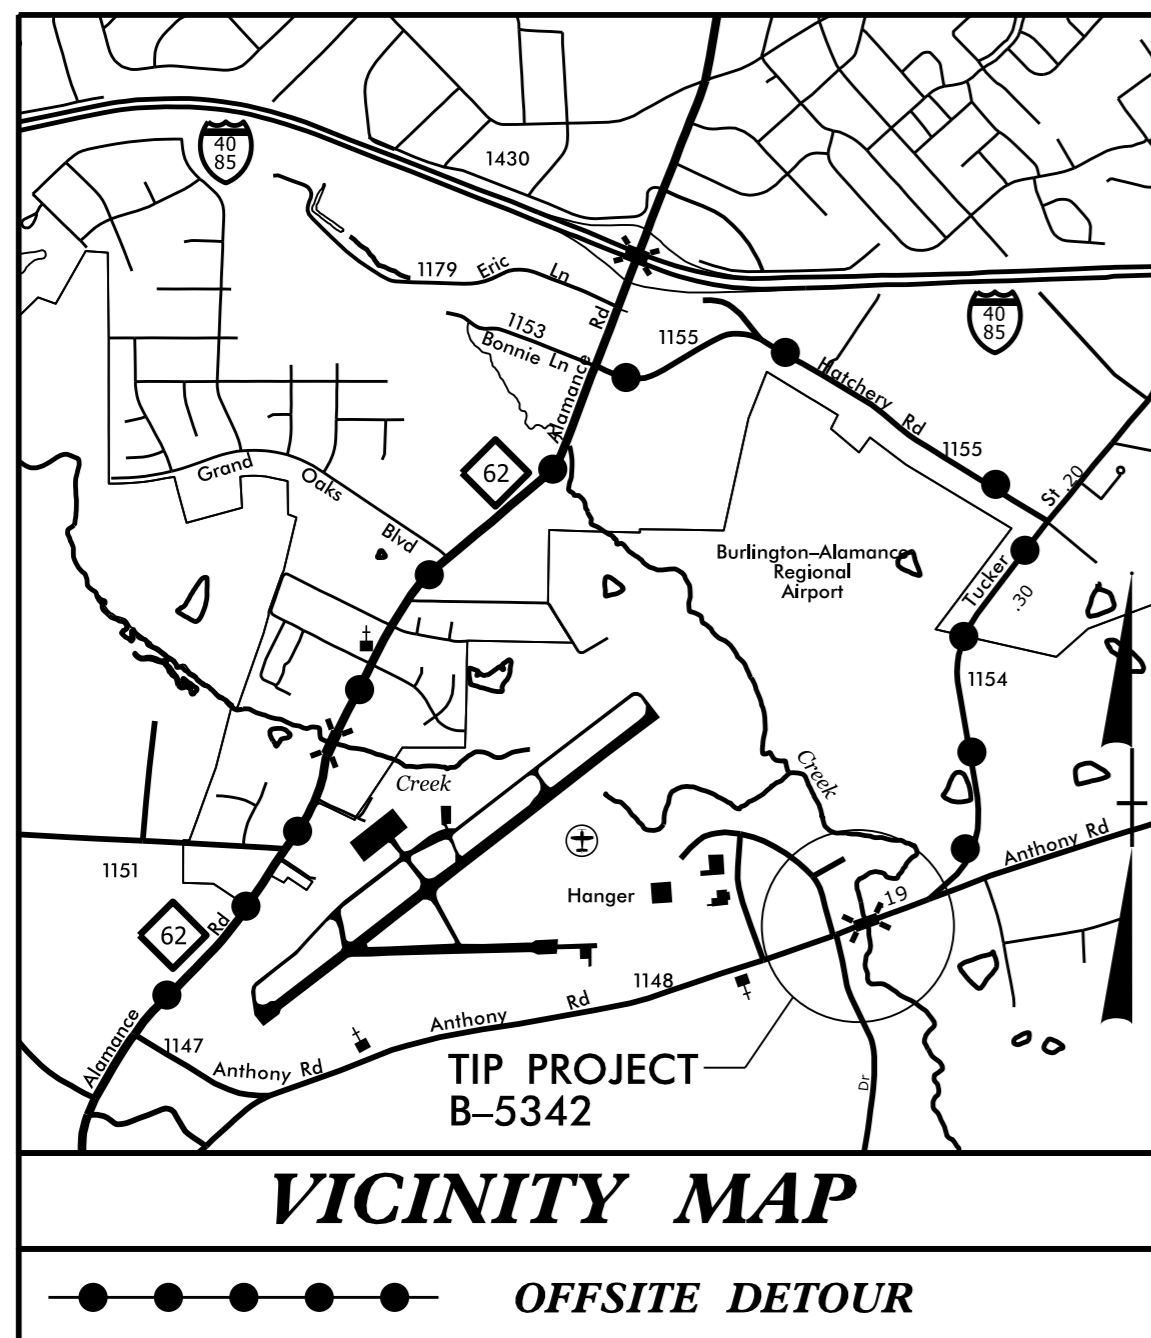 40
85
1430
1179 Eric Ln
1153
Bonnie Ln
Rd
Alamance
1155
40
85
Hatchery Rd
1155
62
Grand Oaks Blvd
St .20
Tucker
.30
Burlington–Alamance
Regional
Airport
1154
Creek
Creek
Anthony Rd
1151
Hanger
.19
62
Rd
Alamance
1148
Anthony Rd
1147
Anthony Rd
TIP PROJECT
B–5342
Dr
VICINITY MAP
OFFSITE DETOUR